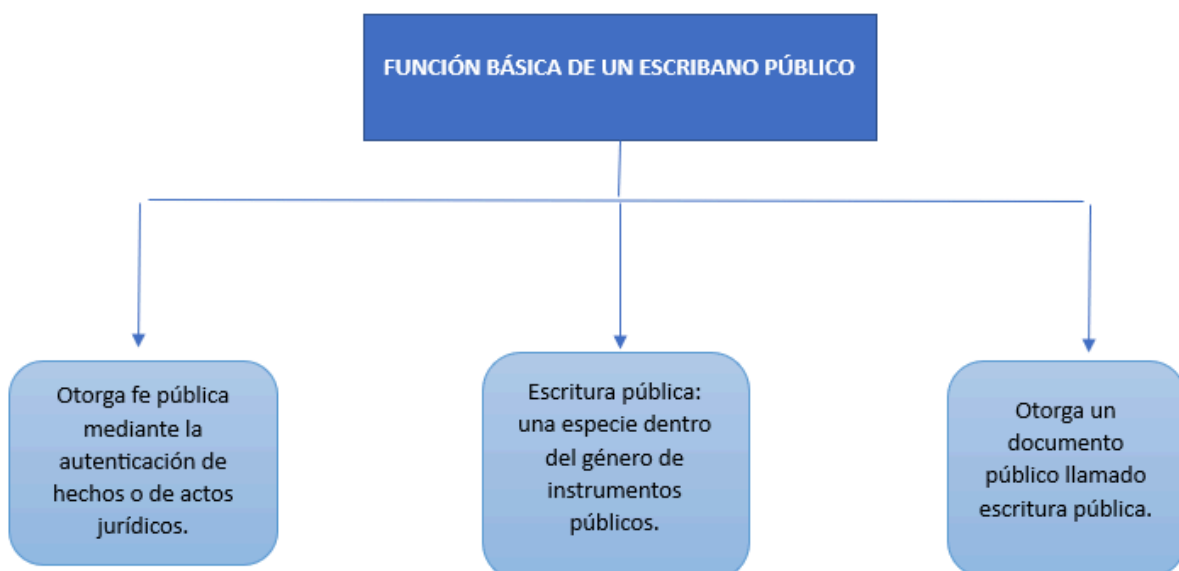 FUNCIÓN BÁSICA DE UN ESCRIBANO PÚBLICO
Otorga fe pública
mediante la
autenticación de
hechos o de actos
jurídicos.
Escritura pública:
una especie dentro
del género de
instrumentos
públicos.
Otorga un
documento
público llamado
escritura pública.